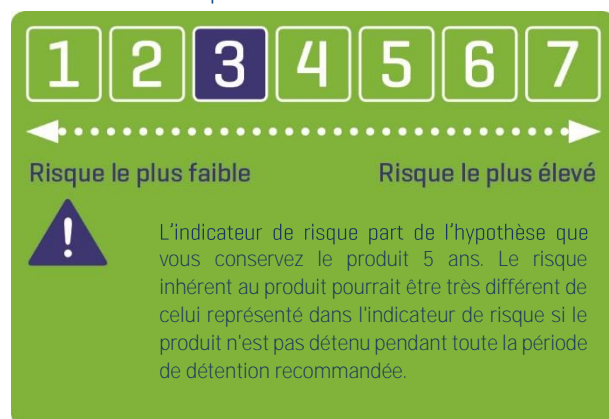 1 2 3 4 5 6 7
Risque le plus faible Risque le plus élevé
!
L'indicateur de risque part de l'hypothèse que
vous conservez le produit 5 ans. Le risque
inhérent au produit pourrait être très différent de
celui représenté dans l'indicateur de risque si le
produit n'est pas détenu pendant toute la période
de détention recommandée.